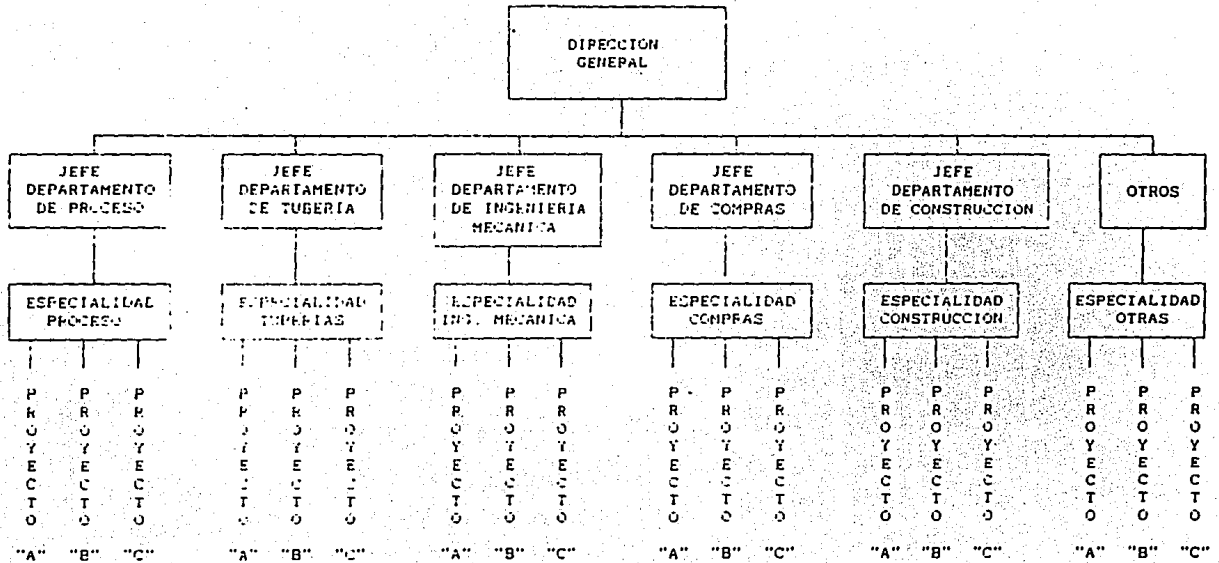 DIRECCION
GENERAL
JEFE
DEPARTAMENTO
DE PROCESO
JEFE
DEPARTAMENTO
DE TUBERIA
JEFE
DEPARTAMENTO
DE INGENIERIA
MECANICA
JEFE
DEPARTAMENTO
DE COMPRAS
JEFE
DEPARTAMENTO
DE CONSTRUCCION
OTROS
ESPECIALIDAD
PROCESO
ESPECIALIDAD
TUBERIAS
ESPECIALIDAD
ING. MECANICA
ESPECIALIDAD
COMPRAS
ESPECIALIDAD
CONSTRUCCION
ESPECIALIDAD
OTRAS
PROYECTO "A"
PROYECTO "B"
PROYECTO "C"
PROYECTO "A"
PROYECTO "B"
PROYECTO "C"
PROYECTO "A"
PROYECTO "B"
PROYECTO "C"
PROYECTO "A"
PROYECTO "B"
PROYECTO "C"
PROYECTO "A"
PROYECTO "B"
PROYECTO "C"
PROYECTO "A"
PROYECTO "B"
PROYECTO "C"